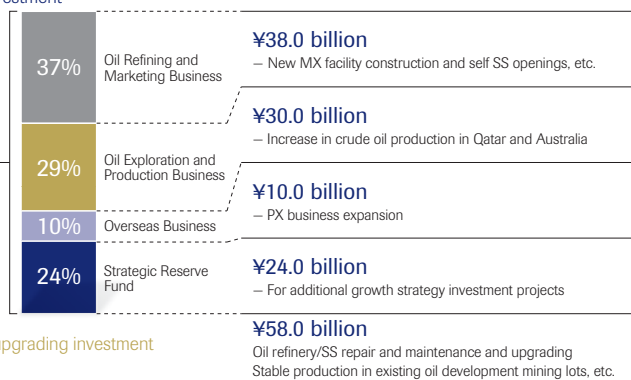 37%
Oil Refining and
Marketing Business
¥38.0 billion
– New MX facility construction and self SS openings, etc.
29%
Oil Exploration and
Production Business
¥30.0 billion
– Increase in crude oil production in Qatar and Australia
10%
Overseas Business
¥10.0 billion
– PX business expansion
24%
Strategic Reserve
Fund
¥24.0 billion
– For additional growth strategy investment projects
upgrading investment
¥58.0 billion
Oil refinery/SS repair and maintenance and upgrading
Stable production in existing oil development mining lots, etc.